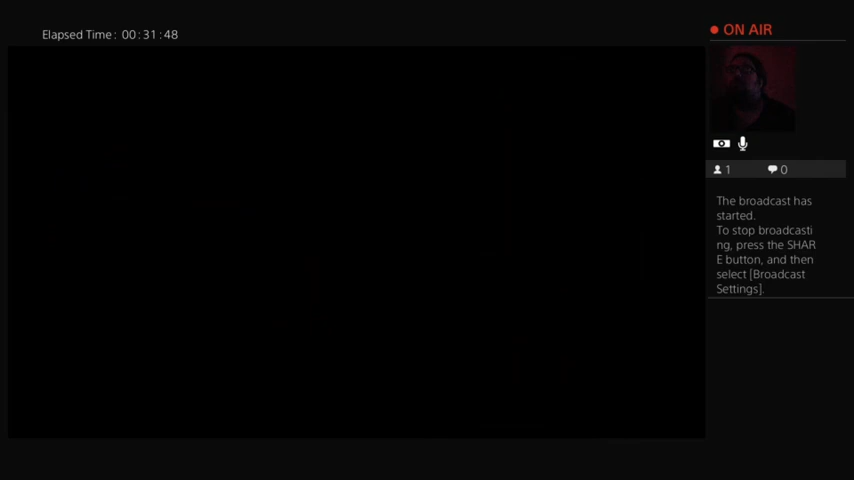 Elapsed Time: 00:31:48
ON AIR
1 0
The broadcast has
started.
To stop broadcasti
ng, press the SHAR
E button, and then
select [Broadcast
Settings].